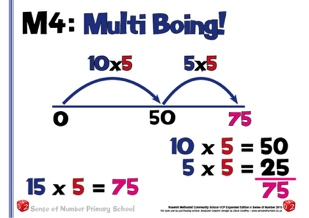 M4: Multi Boing!
10x5 5x5
0 50 75
10 x 5 = 50
5 x 5 = 25
75
15 x 5 = 75
Sense of Number Primary School